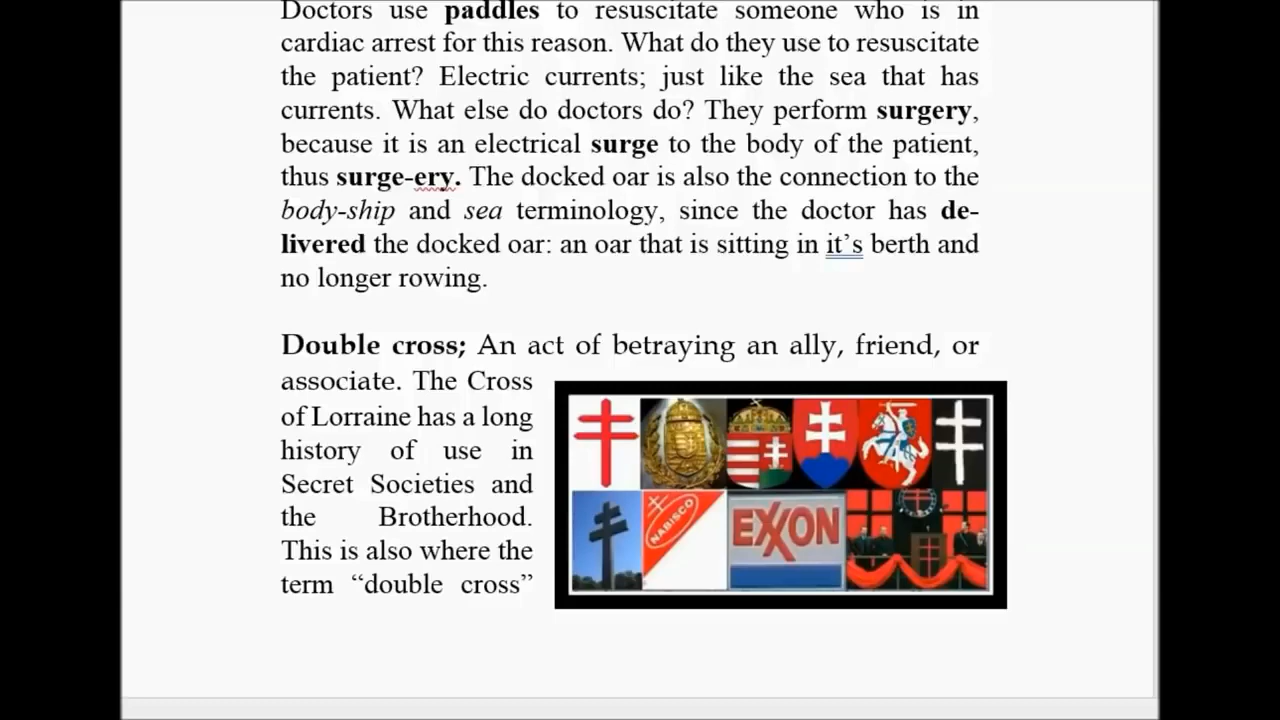 Doctors use paddles to resuscitate someone who is in
cardiac arrest for this reason. What do they use to resuscitate
the patient? Electric currents; just like the sea that has
currents. What else do doctors do? They perform surgery,
because it is an electrical surge to the body of the patient,
thus surge-ery. The docked oar is also the connection to the
body-ship and sea terminology, since the doctor has de-
livered the docked oar: an oar that is sitting in it’s berth and
no longer rowing.
Double cross; An act of betraying an ally, friend, or
associate. The Cross
of Lorraine has a long
history of use in
Secret Societies and
the Brotherhood.
This is also where the
term “double cross”
NABISCO
EXXON